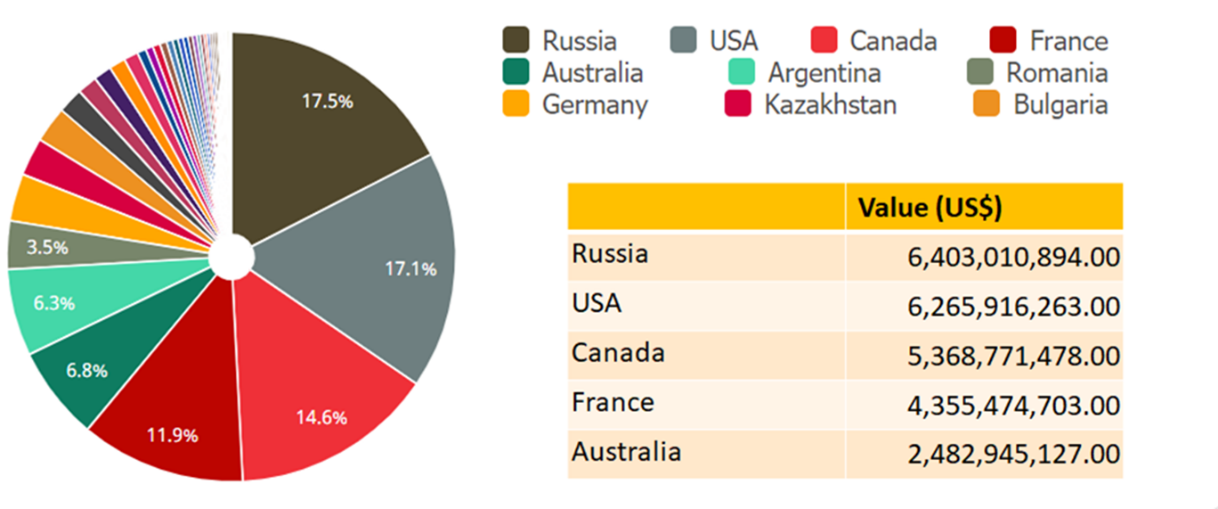 Russia USA Canada France
Australia Argentina Romania
Germany Kazakhstan Bulgaria
17.5%
17.1%
14.6%
11.9%
6.8%
6.3%
3.5%
Value (US$)
Russia 6,403,010,894.00
USA 6,265,916,263.00
Canada 5,368,771,478.00
France 4,355,474,703.00
Australia 2,482,945,127.00